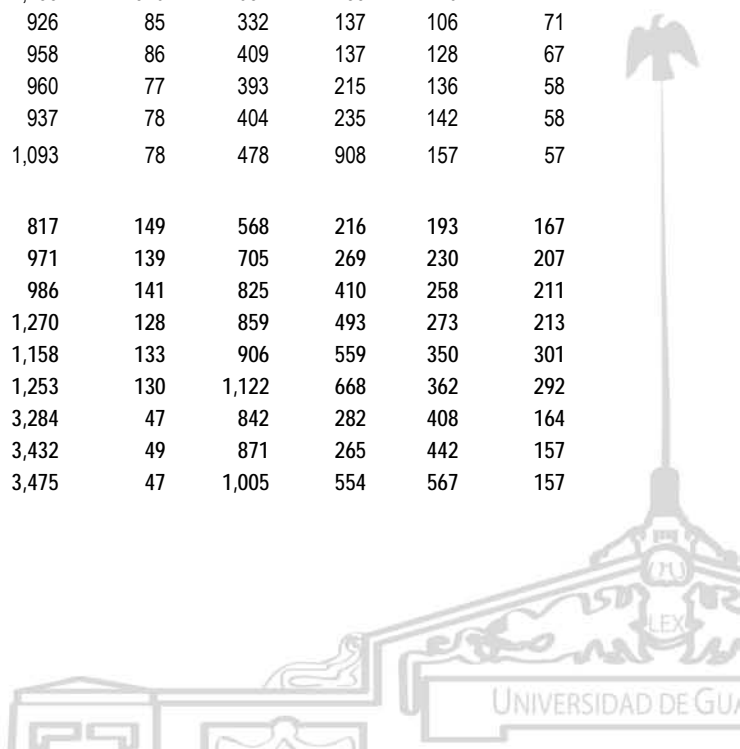 926 85 332 137 106 71
958 86 409 137 128 67
960 77 393 215 136 58
937 78 404 235 142 58
1,093 78 478 908 157 57
817 149 568 216 193 167
971 139 705 269 230 207
986 141 825 410 258 211
1,270 128 859 493 273 213
1,158 133 906 559 350 301
1,253 130 1,122 668 362 292
3,284 47 842 282 408 164
3,432 49 871 265 442 157
3,475 47 1,005 554 567 157
LEX
UNIVERSIDAD DE